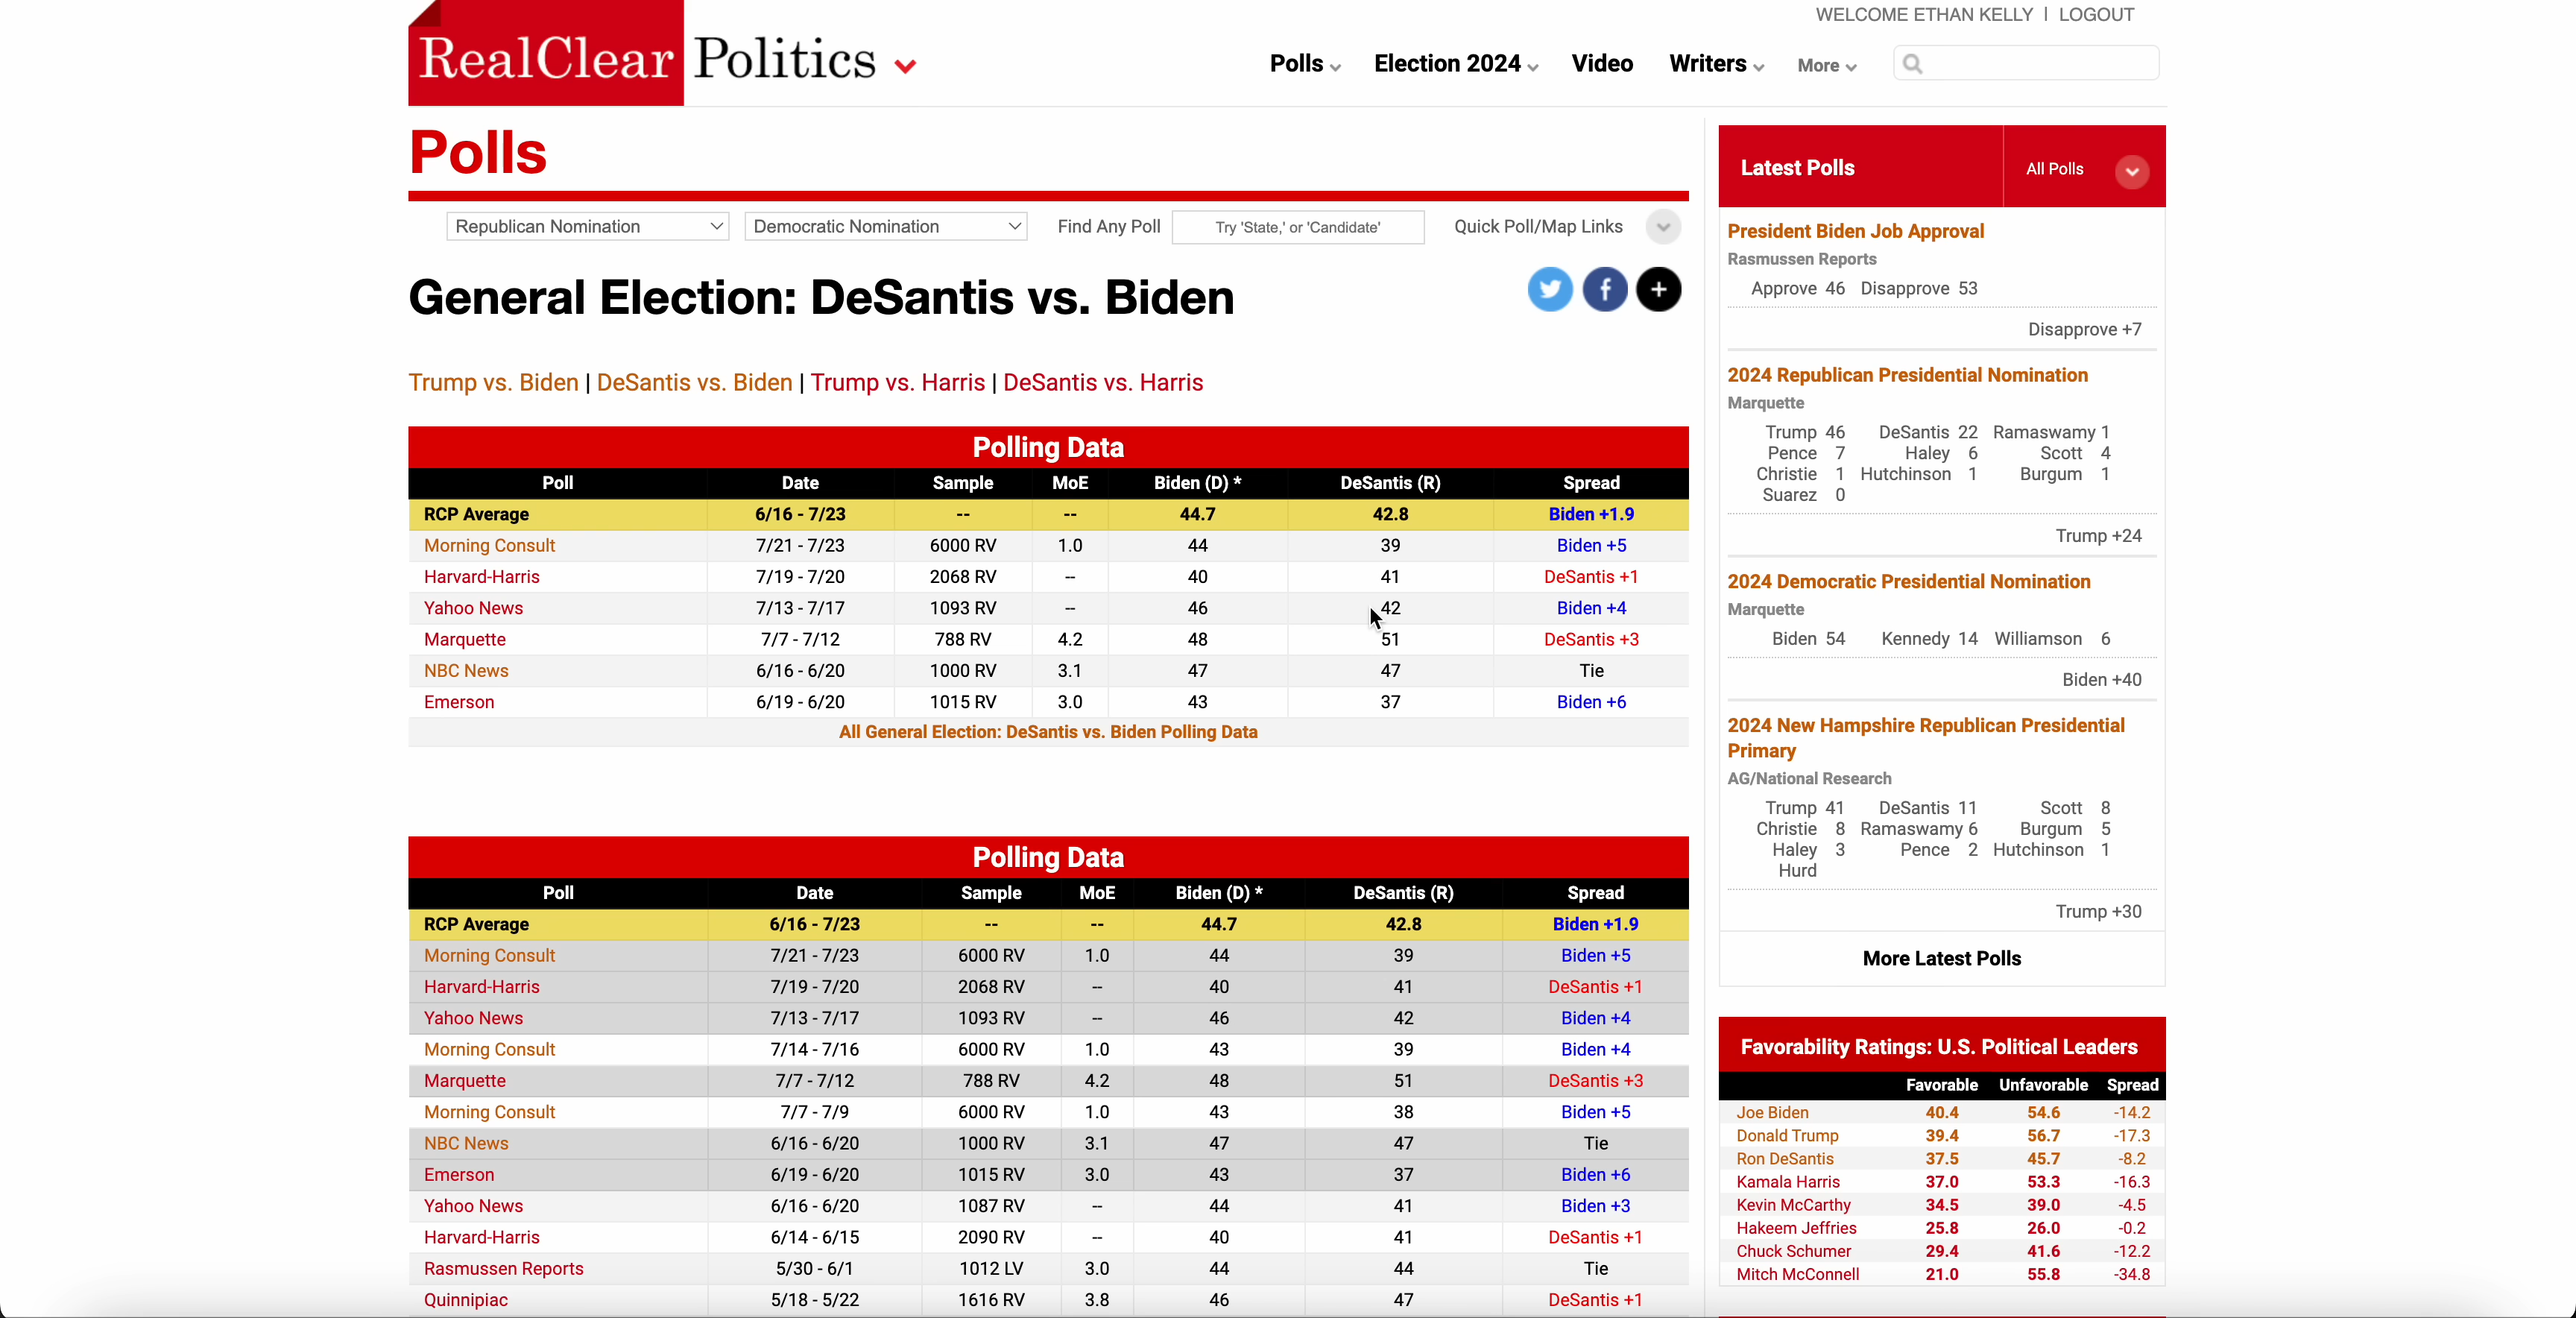 WELCOME ETHAN KELLY | LOGOUT
RealClear Politics
Polls Election 2024 Video Writers More
Polls
Republican Nomination Democratic Nomination Find Any Poll Try 'State,' or 'Candidate' Quick Poll/Map Links
General Election: DeSantis vs. Biden
Trump vs. Biden | DeSantis vs. Biden | Trump vs. Harris | DeSantis vs. Harris
Polling Data
Poll Date Sample MoE Biden (D) * DeSantis (R) Spread
RCP Average 6/16 - 7/23 -- -- 44.7 42.8 Biden +1.9
Morning Consult 7/21 - 7/23 6000 RV 1.0 44 39 Biden +5
Harvard-Harris 7/19 - 7/20 2068 RV -- 40 41 DeSantis +1
Yahoo News 7/13 - 7/17 1093 RV -- 46 42 Biden +4
Marquette 7/7 - 7/12 788 RV 4.2 48 51 DeSantis +3
NBC News 6/16 - 6/20 1000 RV 3.1 47 47 Tie
Emerson 6/19 - 6/20 1015 RV 3.0 43 37 Biden +6
All General Election: DeSantis vs. Biden Polling Data
Polling Data
Poll Date Sample MoE Biden (D) * DeSantis (R) Spread
RCP Average 6/16 - 7/23 -- -- 44.7 42.8 Biden +1.9
Morning Consult 7/21 - 7/23 6000 RV 1.0 44 39 Biden +5
Harvard-Harris 7/19 - 7/20 2068 RV -- 40 41 DeSantis +1
Yahoo News 7/13 - 7/17 1093 RV -- 46 42 Biden +4
Morning Consult 7/14 - 7/16 6000 RV 1.0 43 39 Biden +4
Marquette 7/7 - 7/12 788 RV 4.2 48 51 DeSantis +3
Morning Consult 7/7 - 7/9 6000 RV 1.0 43 38 Biden +5
NBC News 6/16 - 6/20 1000 RV 3.1 47 47 Tie
Emerson 6/19 - 6/20 1015 RV 3.0 43 37 Biden +6
Yahoo News 6/16 - 6/20 1087 RV -- 44 41 Biden +3
Harvard-Harris 6/14 - 6/15 2090 RV -- 40 41 DeSantis +1
Rasmussen Reports 5/30 - 6/1 1012 LV 3.0 44 44 Tie
Quinnipiac 5/18 - 5/22 1616 RV 3.8 46 47 DeSantis +1
Latest Polls All Polls
President Biden Job Approval
Rasmussen Reports
Approve 46 Disapprove 53
Disapprove +7
2024 Republican Presidential Nomination
Marquette
Trump 46 DeSantis 22 Ramaswamy 1
Pence 7 Haley 6 Scott 4
Christie 1 Hutchinson 1 Burgum 1
Suarez 0
Trump +24
2024 Democratic Presidential Nomination
Marquette
Biden 54 Kennedy 14 Williamson 6
Biden +40
2024 New Hampshire Republican Presidential
Primary
AG/National Research
Trump 41 DeSantis 11 Scott 8
Christie 8 Ramaswamy 6 Burgum 5
Haley 3 Pence 2 Hutchinson 1
Hurd
Trump +30
More Latest Polls
Favorability Ratings: U.S. Political Leaders
Favorable Unfavorable Spread
Joe Biden 40.4 54.6 -14.2
Donald Trump 39.4 56.7 -17.3
Ron DeSantis 37.5 45.7 -8.2
Kamala Harris 37.0 53.3 -16.3
Kevin McCarthy 34.5 39.0 -4.5
Hakeem Jeffries 25.8 26.0 -0.2
Chuck Schumer 29.4 41.6 -12.2
Mitch McConnell 21.0 55.8 -34.8